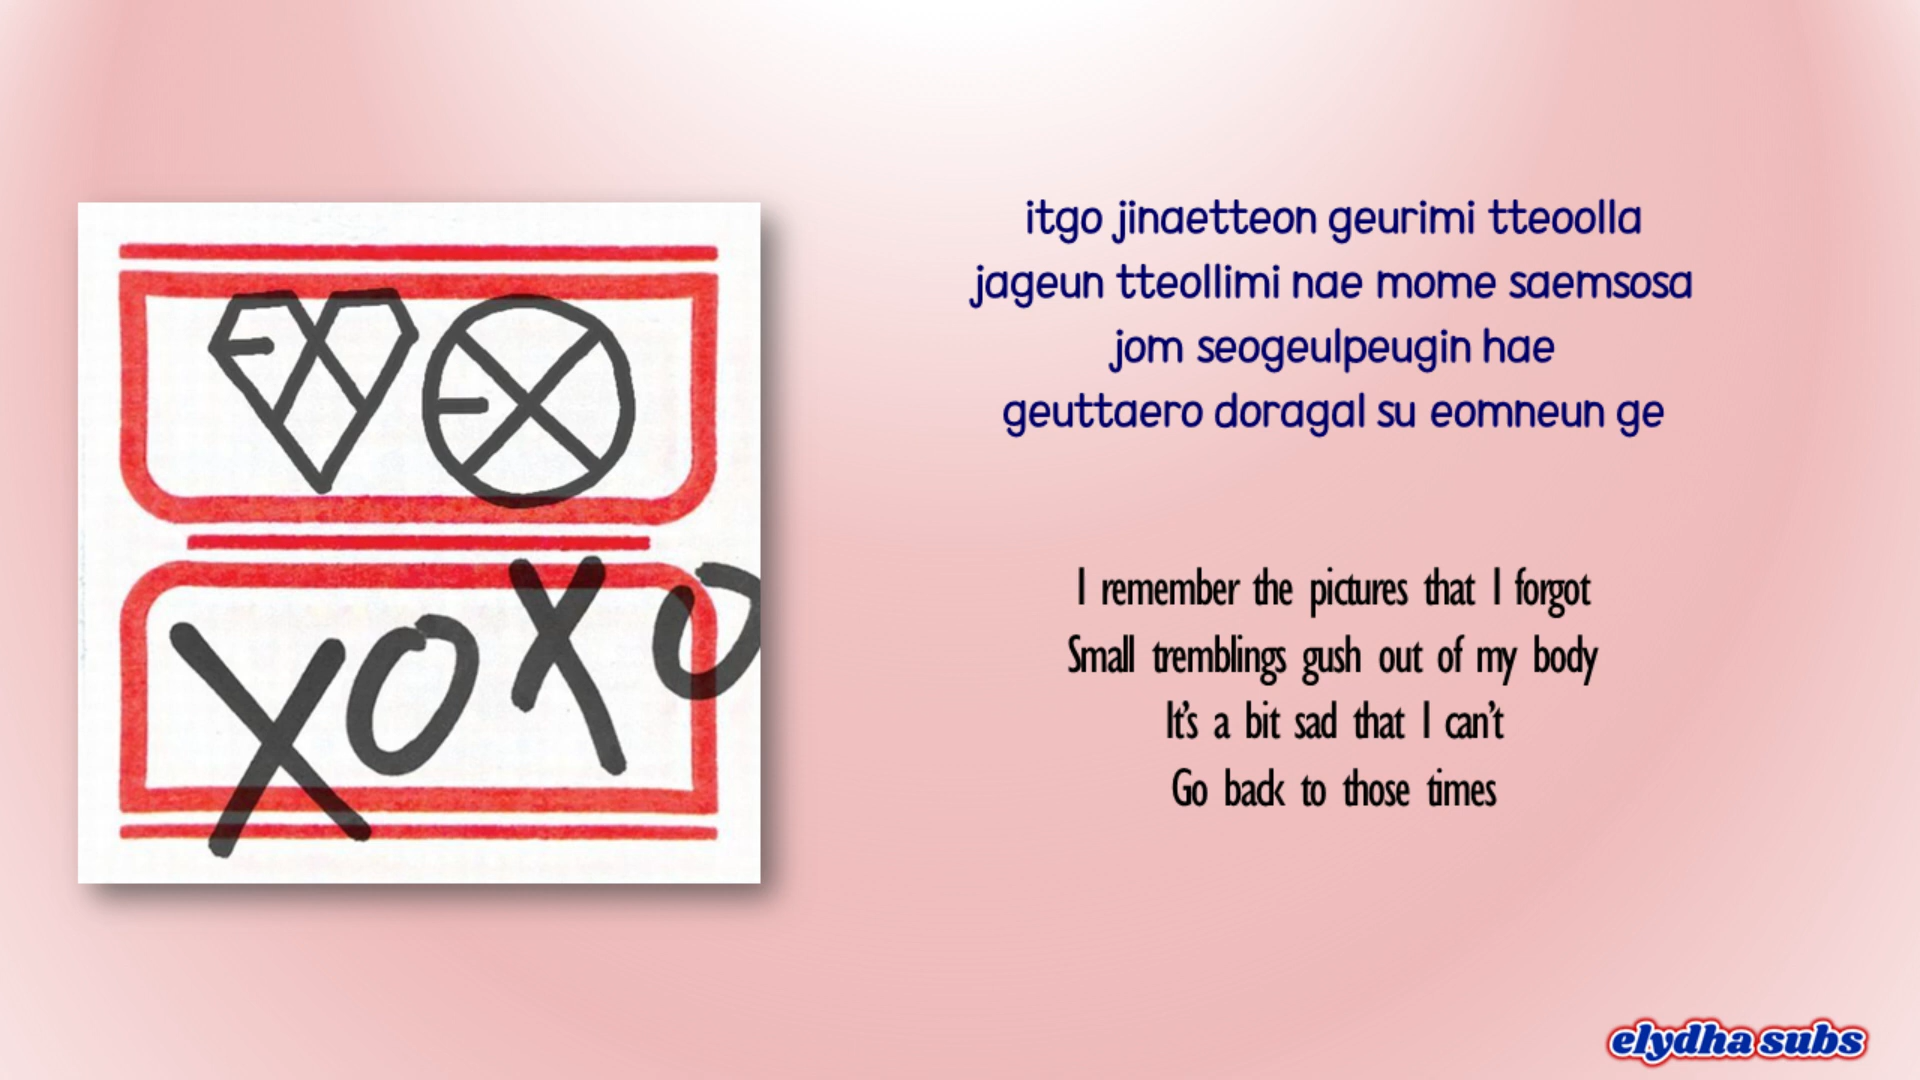 EX EX
XOXO
itgo jinaetteon geurimi tteoolla
jageun tteollimi nae mome saemsosa
jom seogeulpeugin hae
geuttaero doragal su eomneun ge
I remember the pictures that I forgot
Small tremblings gush out of my body
It's a bit sad that I can't
Go back to those times
elydha subs